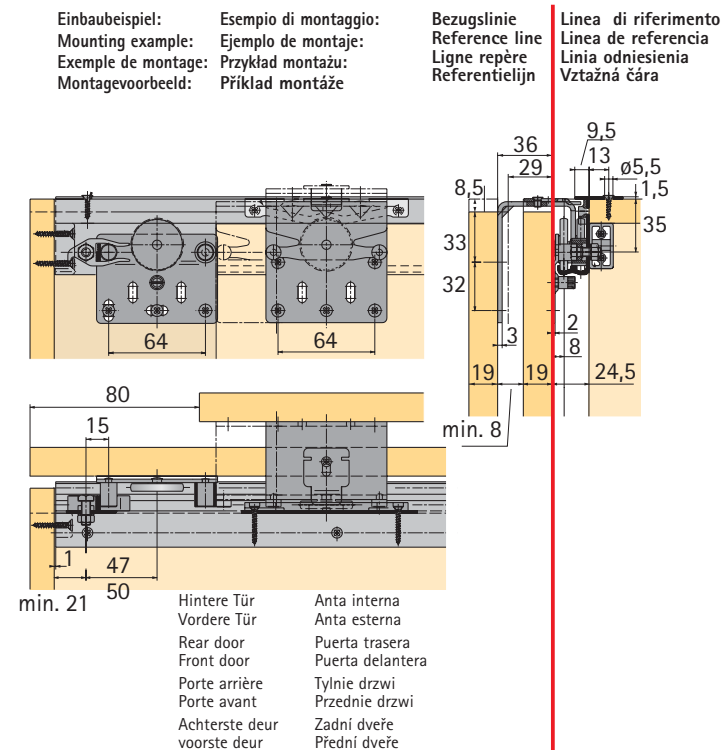 Einbaubeispiel:
Mounting example:
Exemple de montage:
Montagevoorbeeld:
Esempio di montaggio:
Ejemplo de montaje:
Przykład montażu:
Příklad montáže
Bezugslinie
Reference line
Ligne repère
Referentielijn
Linea di riferimento
Linea de referencia
Linia odniesienia
Vztažná čára
64
64
36
29
9,5
13
ø5,5
8,5
1,5
35
33
32
3
2
8
19
19
24,5
min. 8
80
15
1
47
min. 21
50
Hintere Tür
Vordere Tür
Rear door
Front door
Porte arrière
Porte avant
Achterste deur
voorste deur
Anta interna
Anta esterna
Puerta trasera
Puerta delantera
Tylnie drzwi
Przednie drzwi
Zadní dveře
Přední dveře